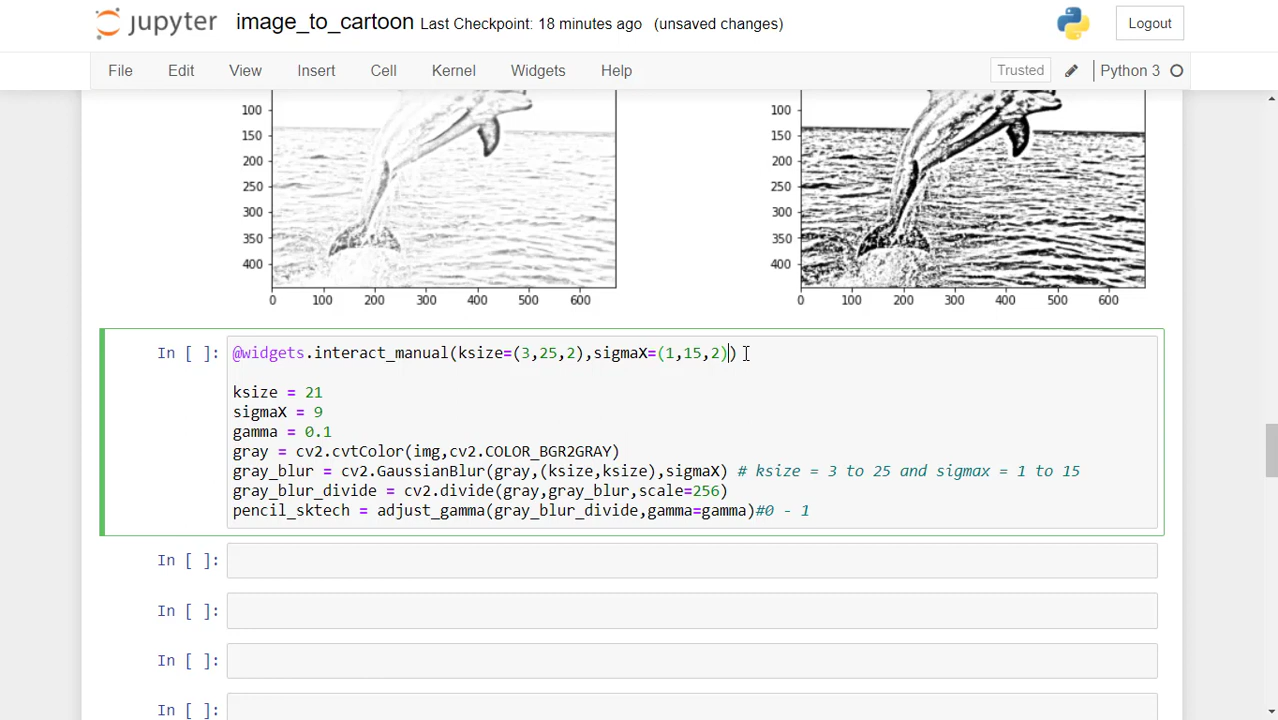 jupyter image_to_cartoon Last Checkpoint: 18 minutes ago (unsaved changes) Logout
File Edit View Insert Cell Kernel Widgets Help Trusted Python 3
100 100
150 150
200 200
250 250
300 300
350 350
400 400
0 100 200 300 400 500 600 0 100 200 300 400 500 600
In [ ]: @widgets.interact_manual(ksize=(3,25,2),sigmaX=(1,15,2))
ksize = 21
sigmaX = 9
gamma = 0.1
gray = cv2.cvtColor(img,cv2.COLOR_BGR2GRAY)
gray_blur = cv2.GaussianBlur(gray,(ksize,ksize),sigmaX) # ksize = 3 to 25 and sigmax = 1 to 15
gray_blur_divide = cv2.divide(gray,gray_blur,scale=256)
pencil_sktech = adjust_gamma(gray_blur_divide,gamma=gamma)#0 - 1
In [ ]:
In [ ]:
In [ ]:
In [ ]: